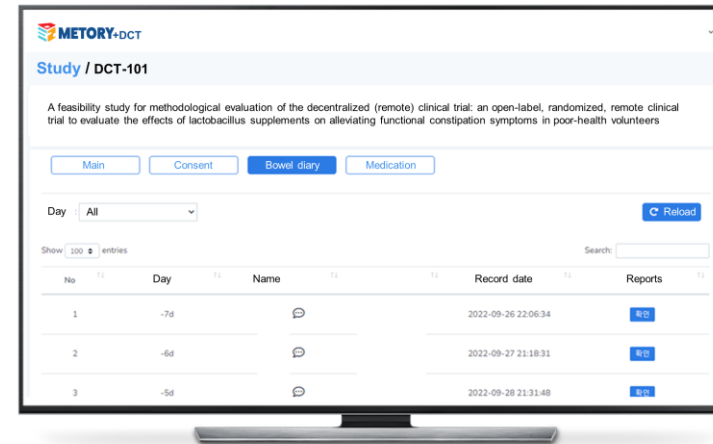 METORY+DCT
Study / DCT-101
A feasibility study for methodological evaluation of the decentralized (remote) clinical trial: an open-label, randomized, remote clinical
trial to evaluate the effects of lactobacillus supplements on alleviating functional constipation symptoms in poor-health volunteers
Main Consent Bowel diary Medication
Day : All Reload
Show 100 entries Search:
No Day Name Record date Reports
1 -7d 2022-09-26 22:06:34 확인
2 -6d 2022-09-27 21:18:31 확인
3 -5d 2022-09-28 21:31:48 확인